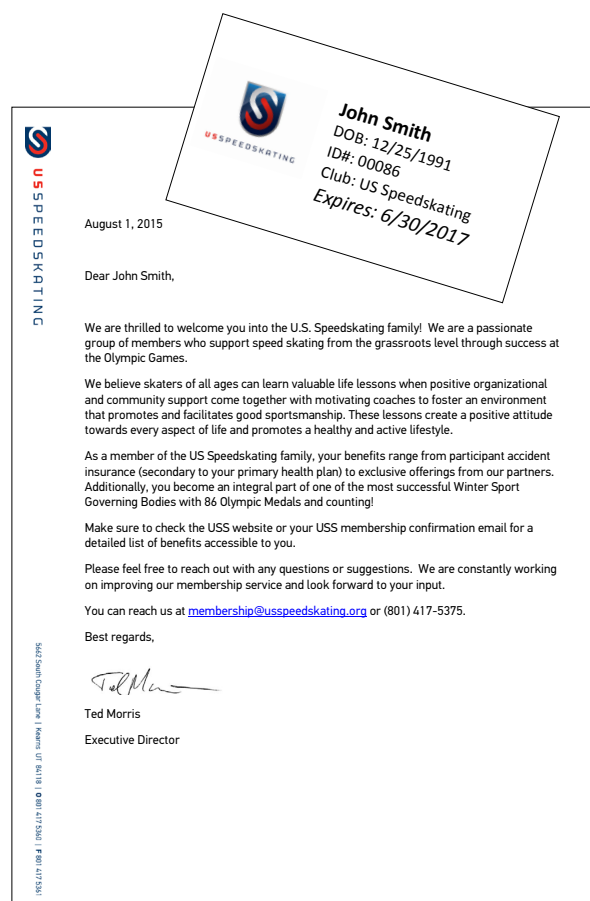 USSPEEDSKATING
John Smith
DOB: 12/25/1991
ID#: 00086
Club: US Speedskating
Expires: 6/30/2017
USSPEEDSKATING
August 1, 2015
Dear John Smith,
We are thrilled to welcome you into the U.S. Speedskating family!  We are a passionate
group of members who support speed skating from the grassroots level through success at
the Olympic Games.
We believe skaters of all ages can learn valuable life lessons when positive organizational
and community support come together with motivating coaches to foster an environment
that promotes and facilitates good sportsmanship. These lessons create a positive attitude
towards every aspect of life and promotes a healthy and active lifestyle.
As a member of the US Speedskating family, your benefits range from participant accident
insurance (secondary to your primary health plan) to exclusive offerings from our partners.
Additionally, you become an integral part of one of the most successful Winter Sport
Governing Bodies with 86 Olympic Medals and counting!
Make sure to check the USS website or your USS membership confirmation email for a
detailed list of benefits accessible to you.
Please feel free to reach out with any questions or suggestions.  We are constantly working
on improving our membership service and look forward to your input.
You can reach us at membership@usspeedskating.org or (801) 417-5375.
Best regards,
Ted Morris
Executive Director
5662 South Cougar Lane | Kearns UT 84118 | O 801 417 5360 | F 801 417 5361